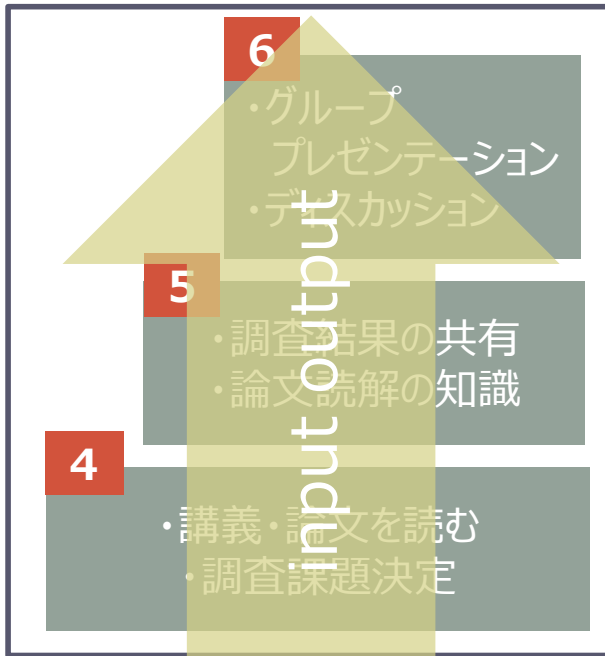 6
・グループ
プレゼンテーション
・ディスカッション
5
・調査結果の共有
・論文読解の知識
4
・講義・論文を読む
・調査課題決定
input output